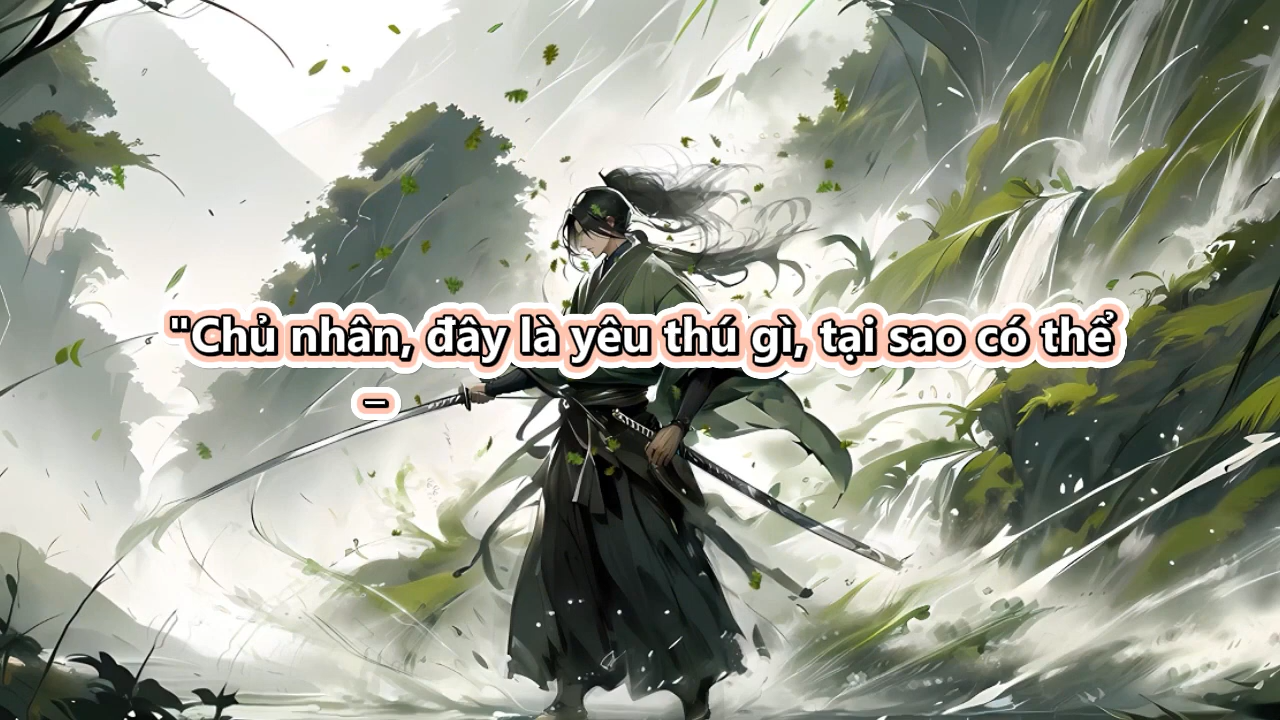 "Chủ nhân, đây là yêu thú gì, tại sao có thể
_